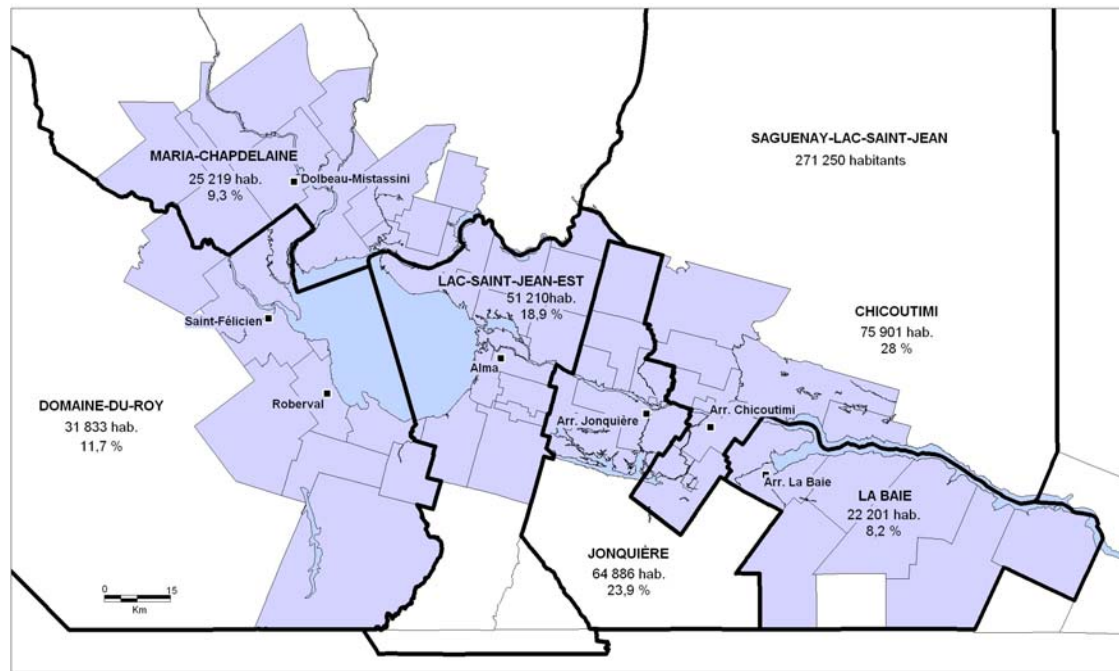 SAGUENAY-LAC-SAINT-JEAN
271 250 habitants
MARIA-CHAPDELAINE
25 219 hab.
9,3 %
Dolbeau-Mistassini
LAC-SAINT-JEAN-EST
51 210hab.
18,9 %
Saint-Félicien
Alma
CHICOUTIMI
75 901 hab.
28 %
DOMAINE-DU-ROY
31 833 hab.
11,7 %
Roberval
Arr. Jonquière
Arr. Chicoutimi
Arr. La Baie
LA BAIE
22 201 hab.
8,2 %
JONQUIÈRE
64 886 hab.
23,9 %
0 15
Km